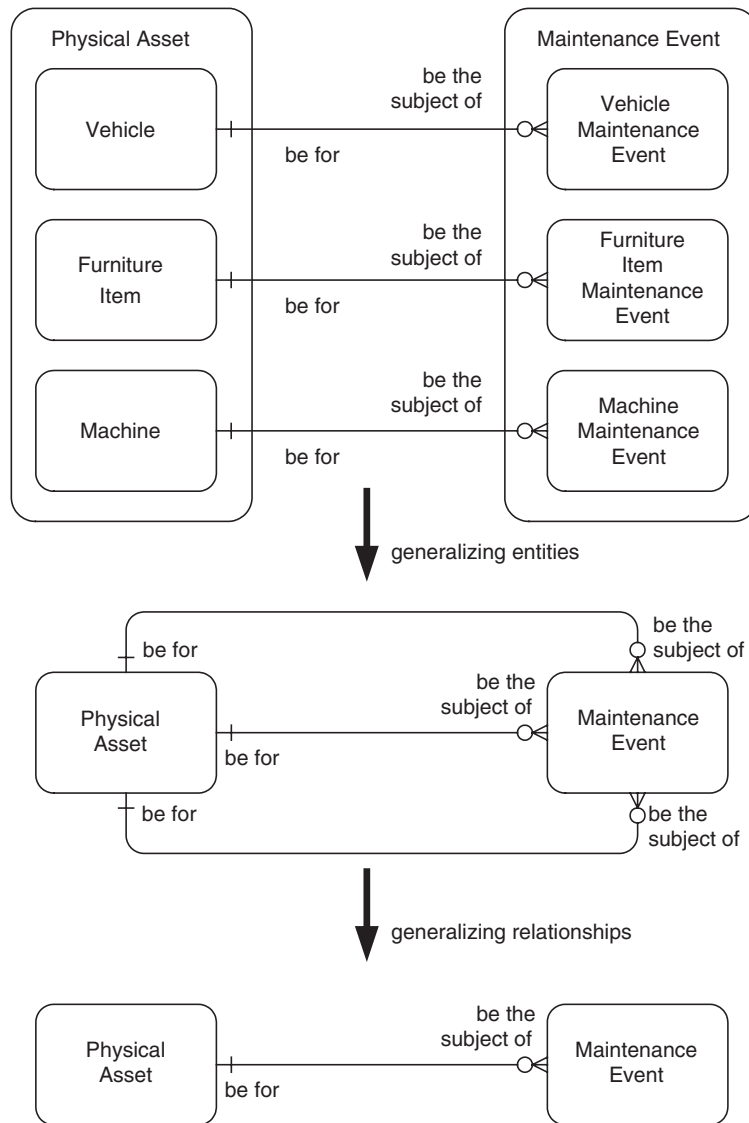 Physical Asset
Maintenance Event
Vehicle
be the
subject of
be for
Vehicle
Maintenance
Event
Furniture
Item
be the
subject of
be for
Furniture
Item
Maintenance
Event
Machine
be the
subject of
be for
Machine
Maintenance
Event
generalizing entities
be for
be the
subject of
Physical
Asset
be the
subject of
be for
Maintenance
Event
be for
be the
subject of
generalizing relationships
Physical
Asset
be the
subject of
be for
Maintenance
Event